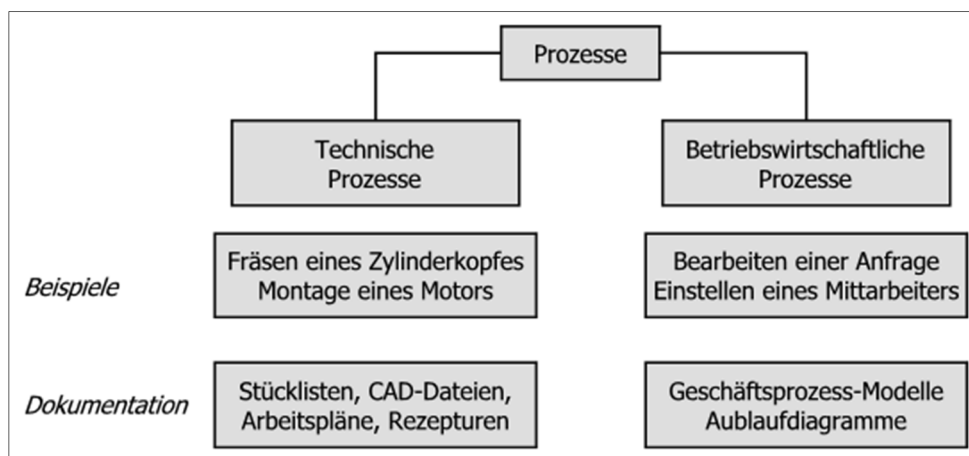 Prozesse
Technische
Prozesse
Betriebswirtschaftliche
Prozesse
Beispiele
Fräsen eines Zylinderkopfes
Montage eines Motors
Bearbeiten einer Anfrage
Einstellen eines Mittarbeiters
Dokumentation
Stücklisten, CAD-Dateien,
Arbeitspläne, Rezepturen
Geschäftsprozess-Modelle
Aublaufdiagramme